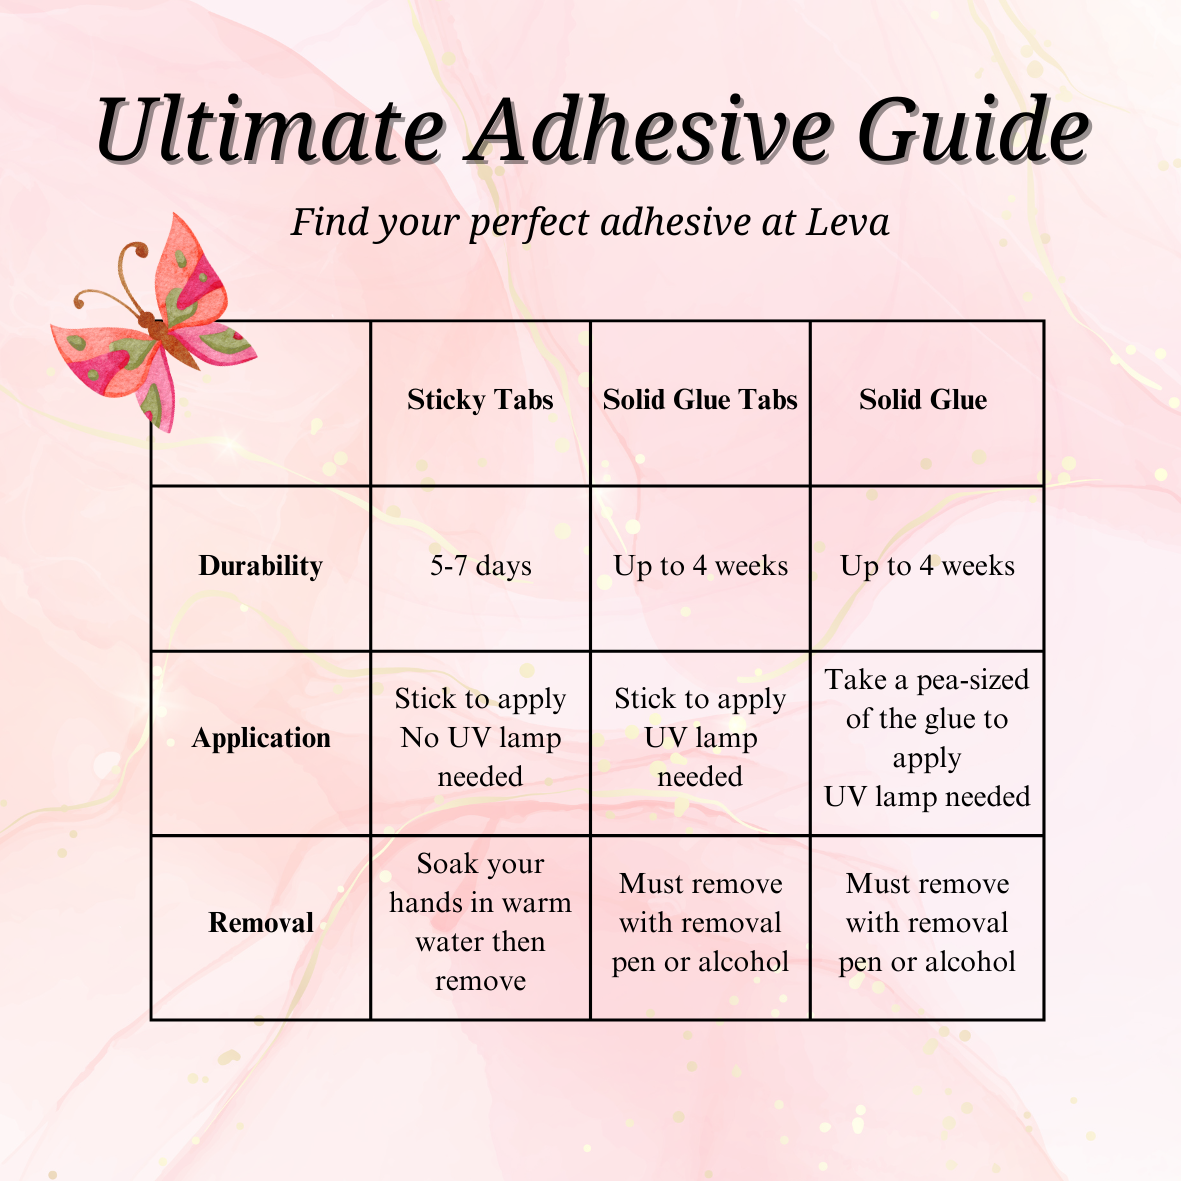 Ultimate Adhesive Guide
Find your perfect adhesive at Leva
Sticky Tabs
Solid Glue Tabs
Solid Glue
Durability
5-7 days
Up to 4 weeks
Up to 4 weeks
Application
Stick to apply
No UV lamp
needed
Stick to apply
UV lamp
needed
Take a pea-sized
of the glue to
apply
UV lamp needed
Removal
Soak your
hands in warm
water then
remove
Must remove
with removal
pen or alcohol
Must remove
with removal
pen or alcohol